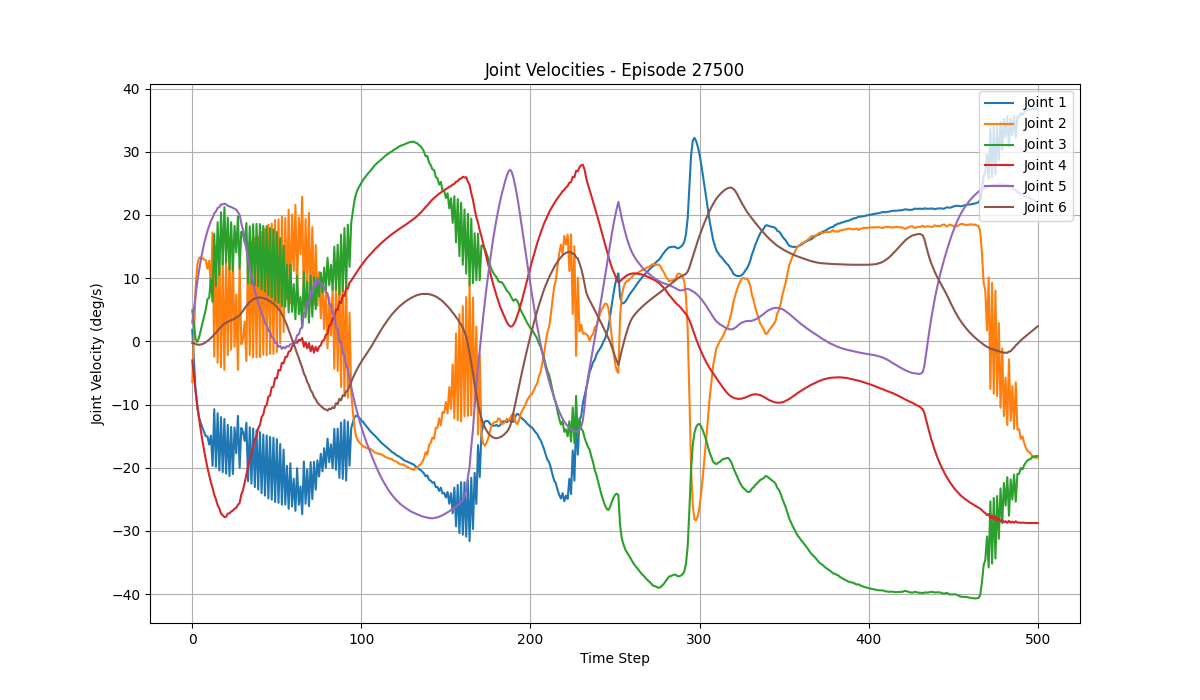 Joint Velocities - Episode 27500
Joint Velocity (deg/s)
40
30
20
10
0
−10
−20
−30
−40
0 100 200 300 400 500
Time Step
Joint 1
Joint 2
Joint 3
Joint 4
Joint 5
Joint 6